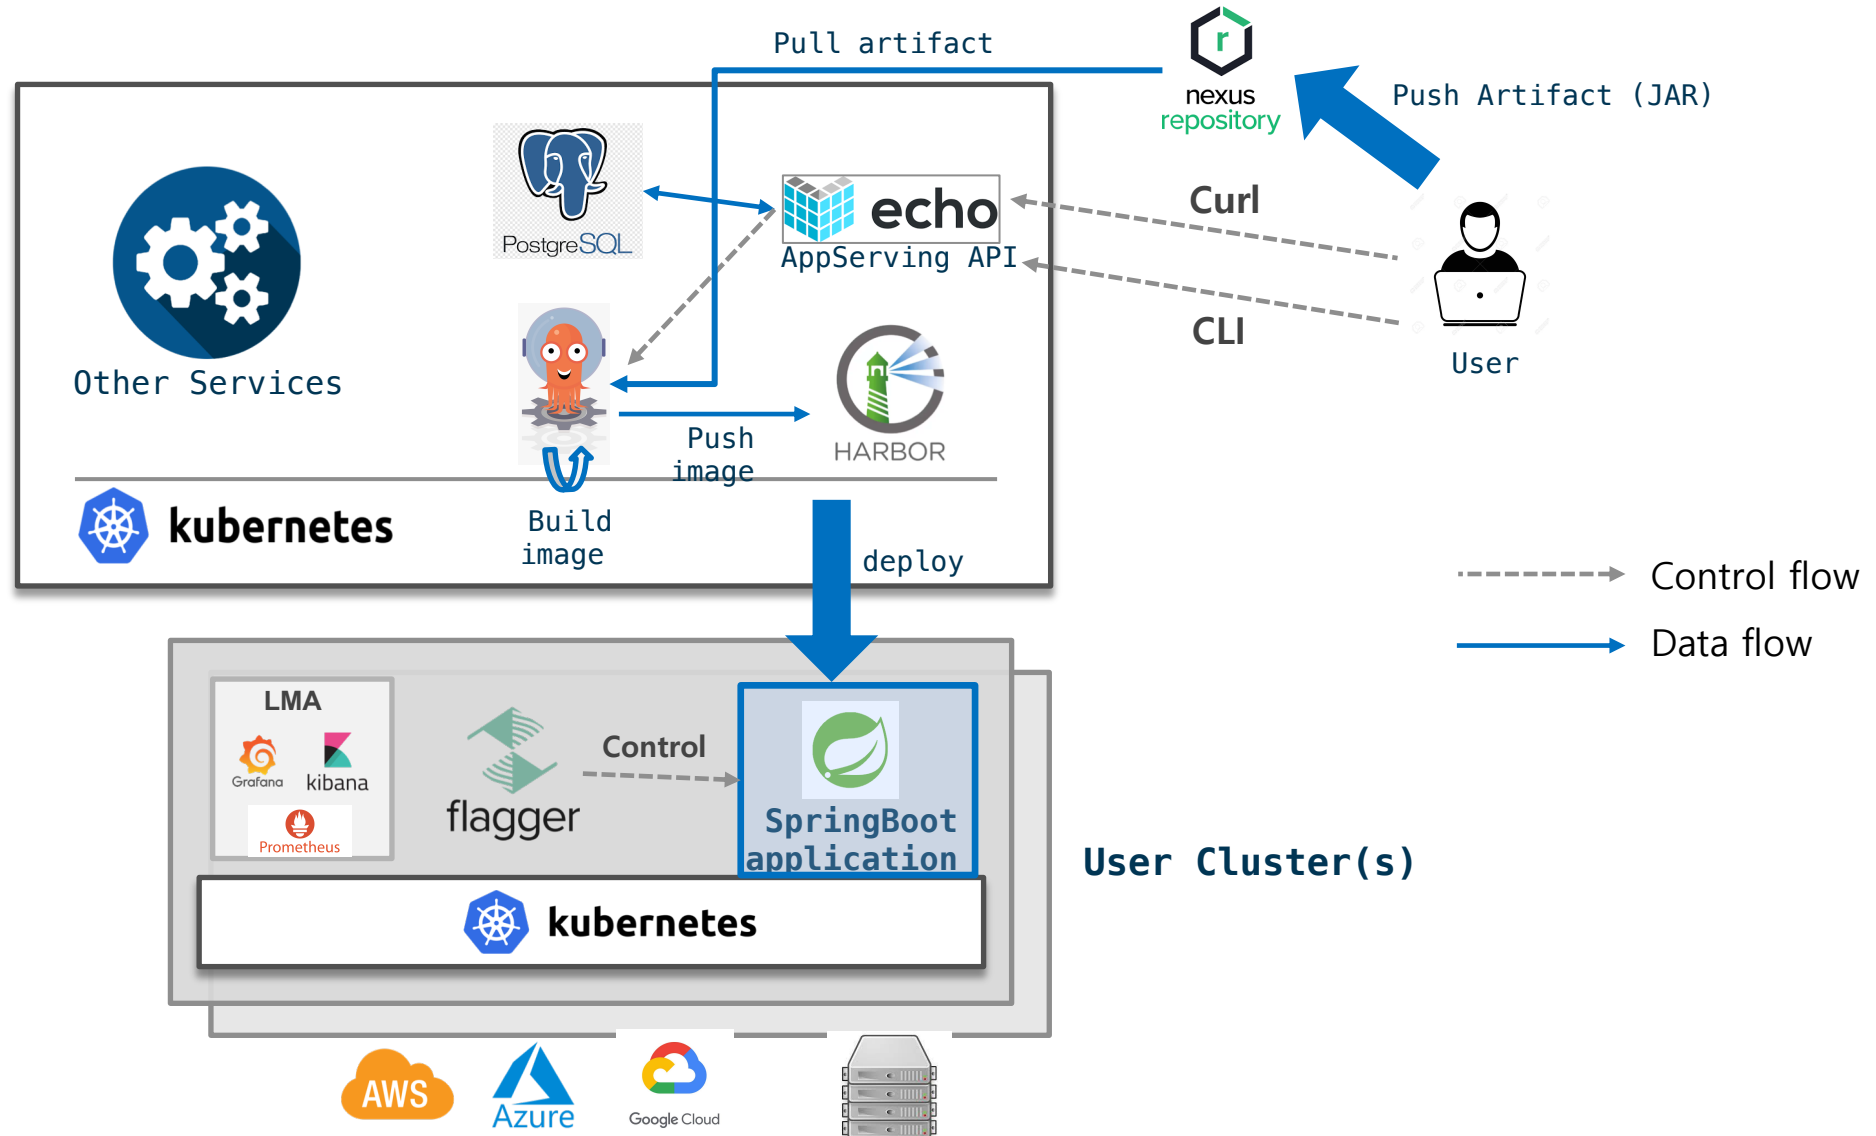 Pull artifact
r
nexus
repository
Push Artifact (JAR)
PostgreSQL
echo
AppServing API
Curl
CLI
User
Other Services
HARBOR
Push
image
kubernetes
Build
image
deploy
Control flow
Data flow
LMA
Grafana
kibana
Prometheus
flagger
Control
SpringBoot
application
User Cluster(s)
kubernetes
AWS
Azure
Google Cloud